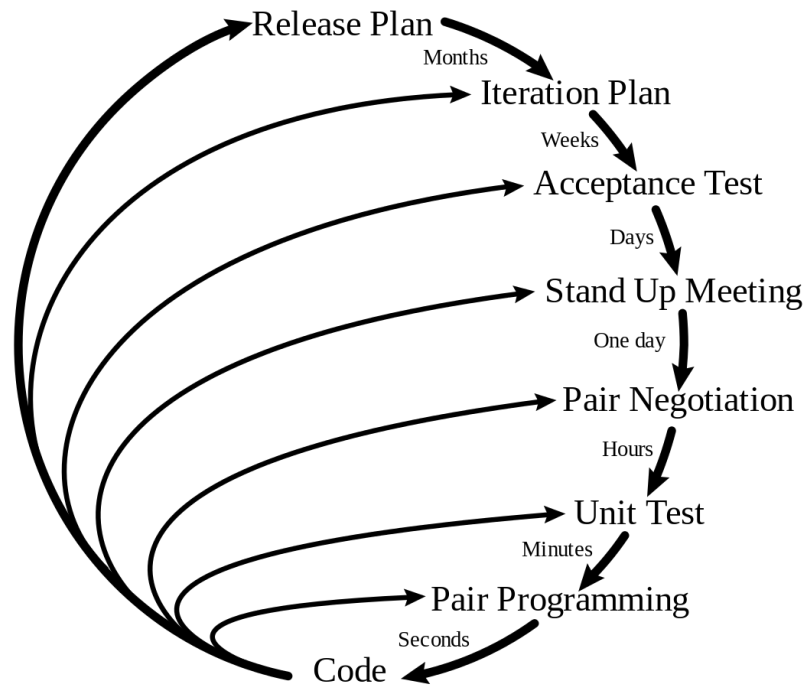 Release Plan
Months
Iteration Plan
Weeks
Acceptance Test
Days
Stand Up Meeting
One day
Pair Negotiation
Hours
Unit Test
Minutes
Pair Programming
Seconds
Code